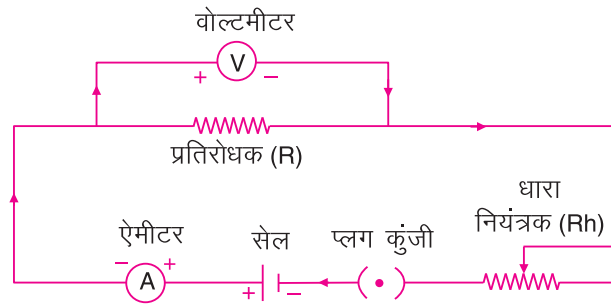 वोल्टमीटर
V
+ −
प्रतिरोधक (R)
धारा
नियंत्रक (Rh)
ऐमीटर
सेल
प्लग कुंजी
− +
A
+ −